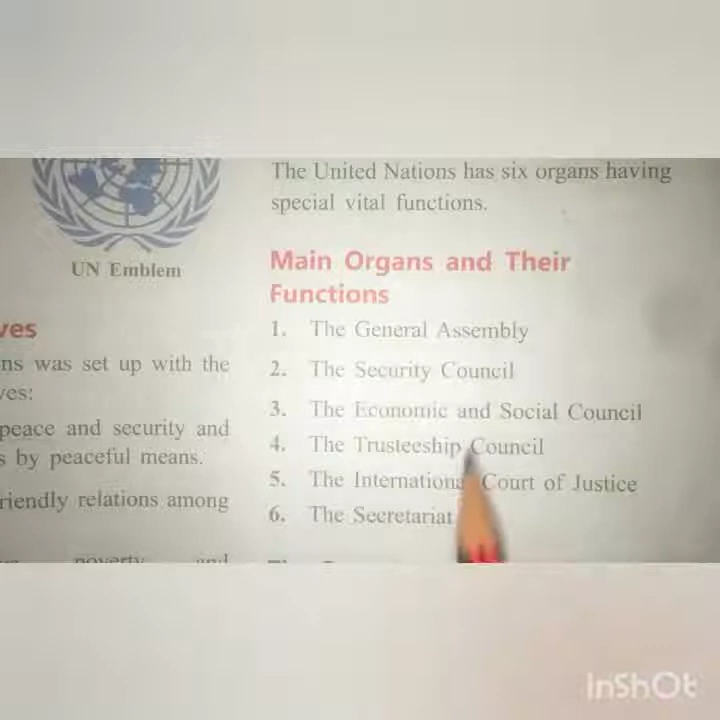 The United Nations has six organs having
special vital functions.
UN Emblem
Main Organs and Their
Functions
1. The General Assembly
2. The Security Council
3. The Economic and Social Council
4. The Trusteeship Council
5. The International Court of Justice
6. The Secretariat
ves
ns was set up with the
ves:
peace and security and
s by peaceful means.
riendly relations among
poverty and
InShOt